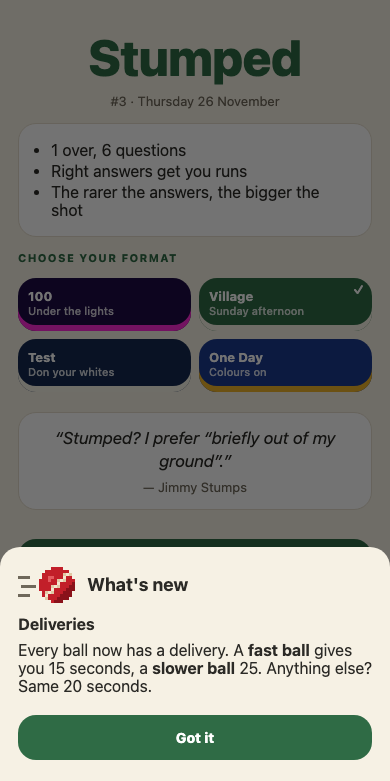 Stumped
#3 · Thursday 26 November
• 1 over, 6 questions
• Right answers get you runs
• The rarer the answers, the bigger the
shot
CHOOSE YOUR FORMAT
100
Under the lights
Village
Sunday afternoon
Test
Don your whites
One Day
Colours on
“Stumped? I prefer “briefly out of my
ground”.”
— Jimmy Stumps
What's new
Deliveries
Every ball now has a delivery. A fast ball gives
you 15 seconds, a slower ball 25. Anything else?
Same 20 seconds.
Got it